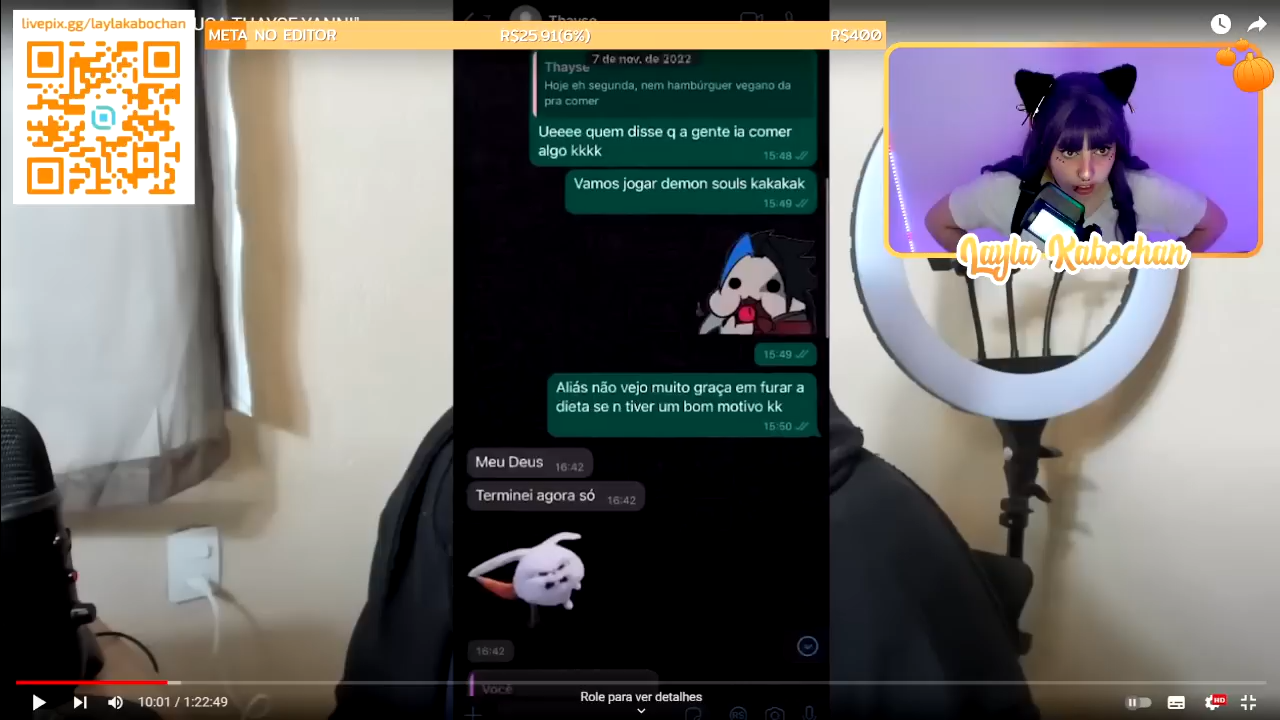 livepix.gg/laylakabochan
META NO EDITOR
R$25.91(6%)
R$400
Thayse
7 de nov. de 2022
Thayse
Hoje eh segunda, nem hambúrguer vegano da
pra comer
Ueeee quem disse q a gente ia comer
algo kkkk
15:48
Vamos jogar demon souls kakakak
15:49
15:49
Aliás não vejo muito graça em furar a
dieta se n tiver um bom motivo kk
15:50
Meu Deus 16:42
Terminei agora só 16:42
16:42
Você
Layla Kabochan
10:01 / 1:22:49
Role para ver detalhes
HD